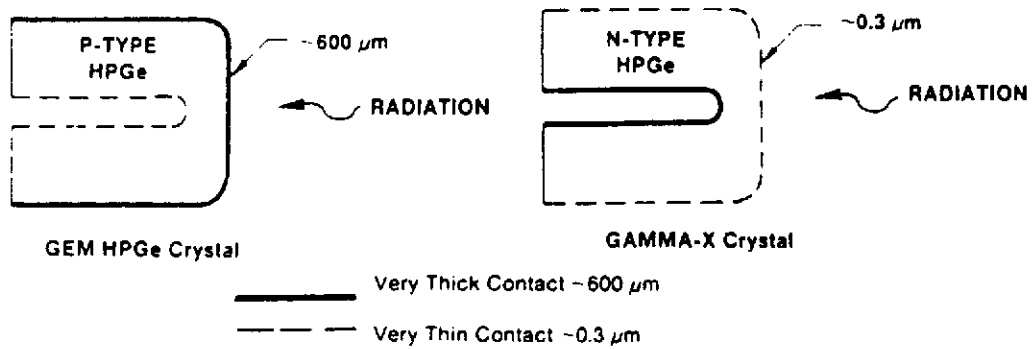 P-TYPE
HPGe
~600 μm
RADIATION
GEM HPGe Crystal
N-TYPE
HPGe
~0.3 μm
RADIATION
GAMMA-X Crystal
Very Thick Contact ~600 μm
Very Thin Contact ~0.3 μm